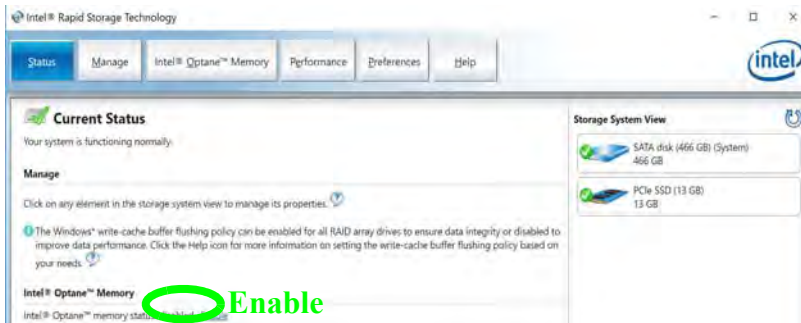 Intel® Rapid Storage Technology
Status Manage Intel® Optane™ Memory Performance Preferences Help
intel
Current Status
Your system is functioning normally.
Manage
Click on any element in the storage system view to manage its properties.
The Windows* write-cache buffer flushing policy can be enabled for all RAID array drives to ensure data integrity or disabled to
improve data performance. Click the Help icon for more information on setting the write-cache buffer flushing policy based on
your needs.
Intel® Optane™ Memory
Enable
Intel® Optane™ memory status
Storage System View
SATA disk (466 GB) (System)
466 GB
PCIe SSD (13 GB)
13 GB